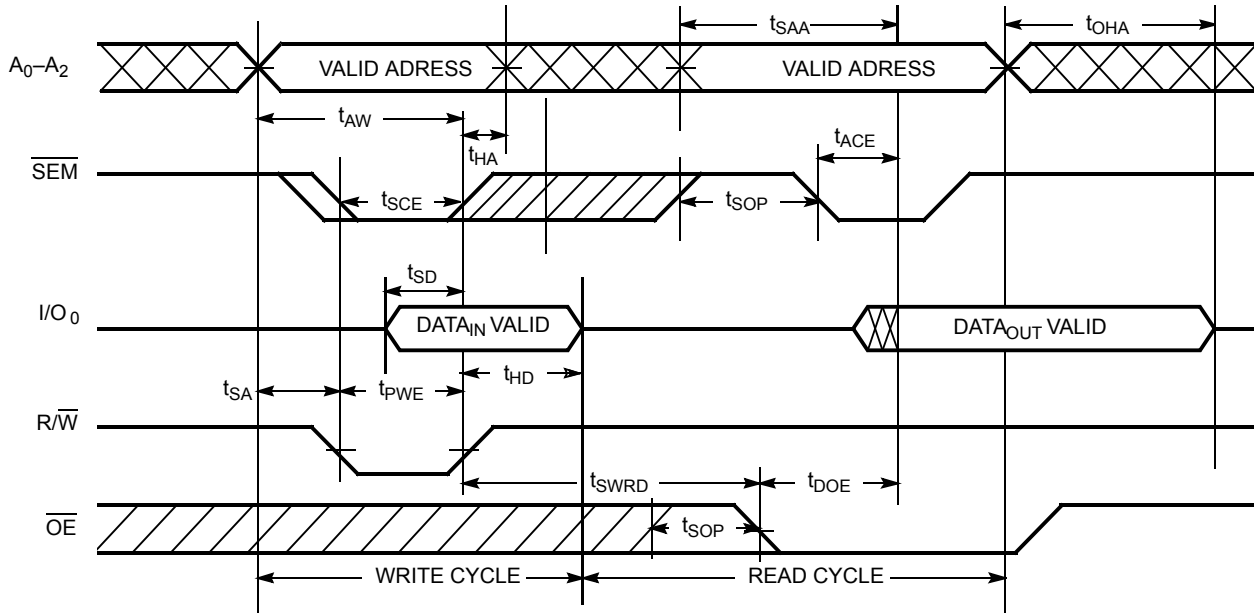 tSAA
tOHA
A0–A2
VALID ADRESS
VALID ADRESS
tAW
tHA
tACE
SEM
tSCE
tSOP
tSD
I/O0
DATAIN VALID
DATAOUT VALID
tSA
tPWE
tHD
R/W
tSWRD
tDOE
OE
tSOP
WRITE CYCLE
READ CYCLE